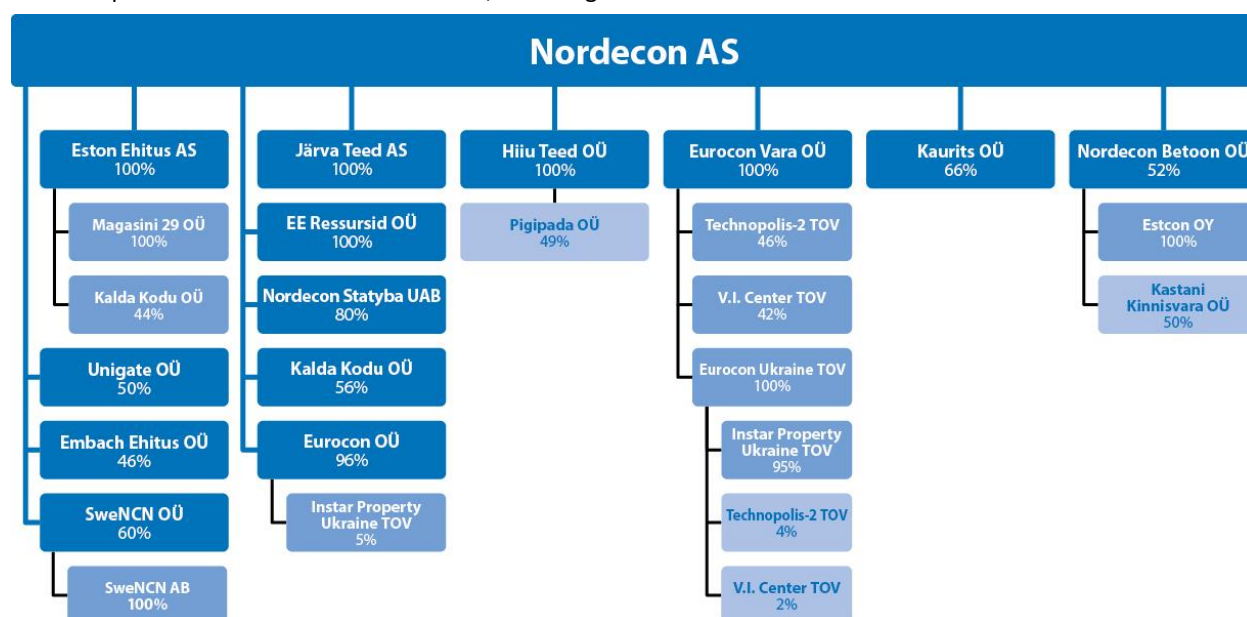 Nordecon AS
Eston Ehitus AS
100%
Magasini 29 OÜ
100%
Kalda Kodu OÜ
44%
Unigate OÜ
50%
Embach Ehitus OÜ
46%
SweNCN OÜ
60%
SweNCN AB
100%
Järva Teed AS
100%
EE Ressursid OÜ
100%
Nordecon Statyba UAB
80%
Kalda Kodu OÜ
56%
Eurocon OÜ
96%
Instar Property
Ukraine TOV
5%
Hiiu Teed OÜ
100%
Pigipada OÜ
49%
Eurocon Vara OÜ
100%
Technopolis-2 TOV
46%
V.I. Center TOV
42%
Eurocon Ukraine TOV
100%
Instar Property
Ukraine TOV
95%
Technopolis-2 TOV
4%
V.I. Center TOV
2%
Kaurits OÜ
66%
Nordecon Betoon OÜ
52%
Estcon OY
100%
Kastani
Kinnisvara OÜ
50%